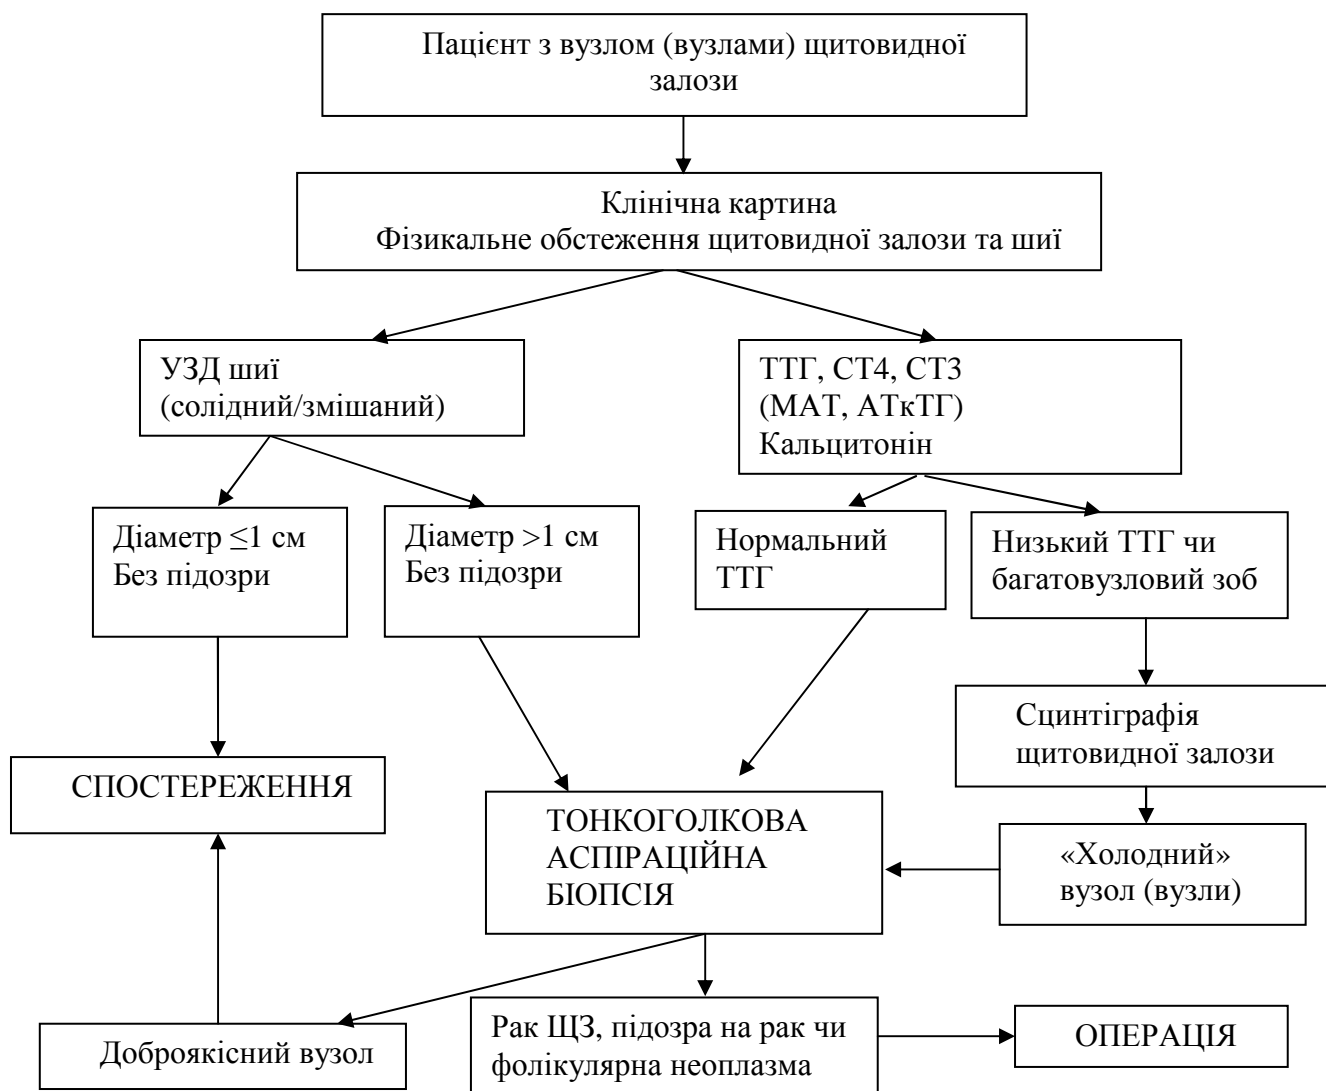 Пацієнт з вузлом (вузлами) щитовидної
залози
Клінічна картина
Фізикальне обстеження щитовидної залози та шиї
УЗД шиї
(солідний/змішаний)
ТТГ, СТ4, СТ3
(МАТ, АТкТГ)
Кальцитонін
Діаметр ≤1 см
Без підозри
Діаметр >1 см
Без підозри
Нормальний
ТТГ
Низький ТТГ чи
багатовузловий зоб
Сцинтіграфія
щитовидної залози
СПОСТЕРЕЖЕННЯ
ТОНКОГОЛКОВА
АСПІРАЦІЙНА
БІОПСІЯ
«Холодний»
вузол (вузли)
Доброякісний вузол
Рак ЩЗ, підозра на рак чи
фолікулярна неоплазма
ОПЕРАЦІЯ